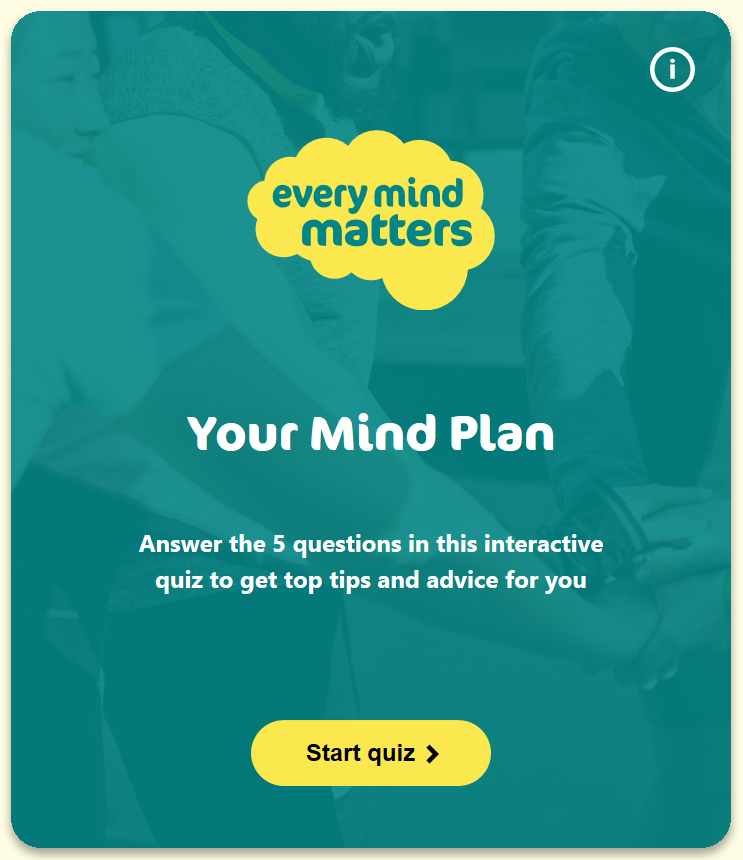 i
every mind
matters
Your Mind Plan
Answer the 5 questions in this interactive
quiz to get top tips and advice for you
Start quiz